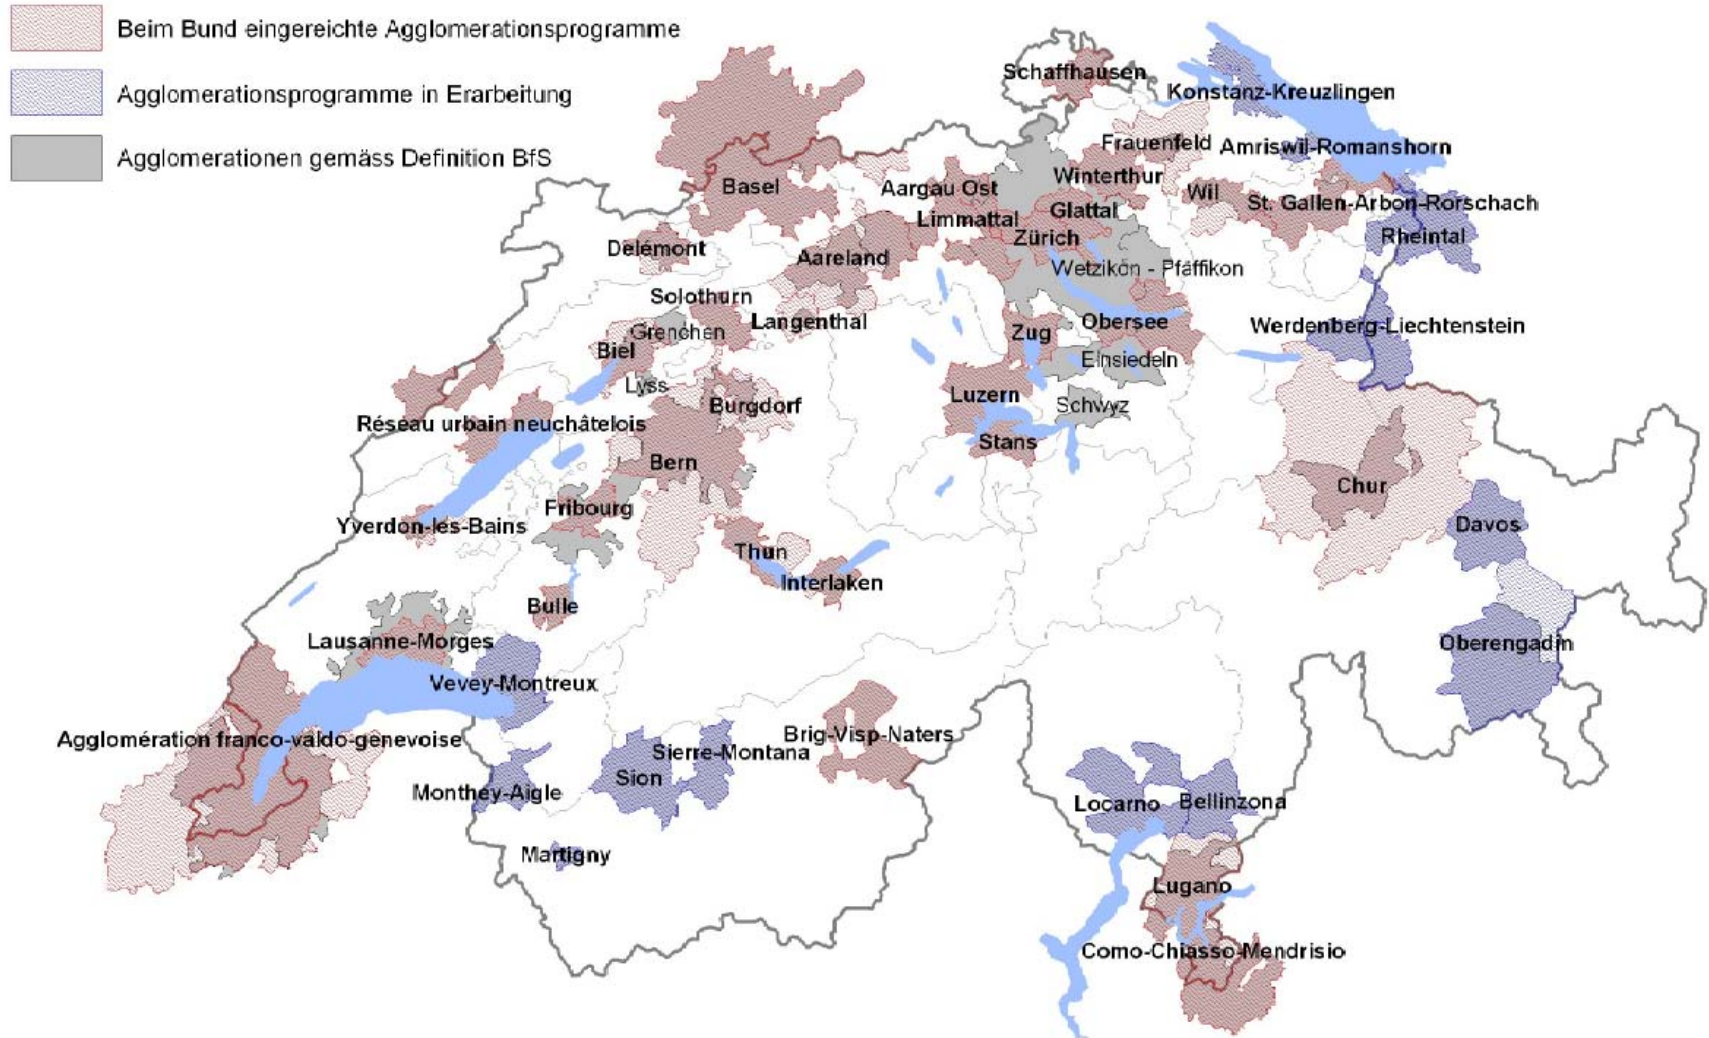 Beim Bund eingereichte Agglomerationsprogramme
Agglomerationsprogramme in Erarbeitung
Agglomerationen gemäss Definition BfS
Schaffhausen
Konstanz-Kreuzlingen
Frauenfeld
Amriswil-Romanshorn
Basel
Aargau Ost
Winterthur
Wil
St. Gallen-Arbon-Rorschach
Limmattal
Glattal
Zürich
Rheintal
Delémont
Aareland
Wetzikon - Pfäffikon
Solothurn
Grenchen
Langenthal
Zug
Obersee
Werdenberg-Liechtenstein
Biel
Einsiedeln
Lyss
Burgdorf
Luzern
Schwyz
Réseau urbain neuchâtelois
Stans
Bern
Chur
Fribourg
Yverdon-les-Bains
Davos
Thun
Interlaken
Bulle
Lausanne-Morges
Oberengadin
Vevey-Montreux
Agglomération franco-valdo-genevoise
Brig-Visp-Naters
Sierre-Montana
Sion
Monthey-Aigle
Locarno
Bellinzona
Martigny
Lugano
Como-Chiasso-Mendrisio